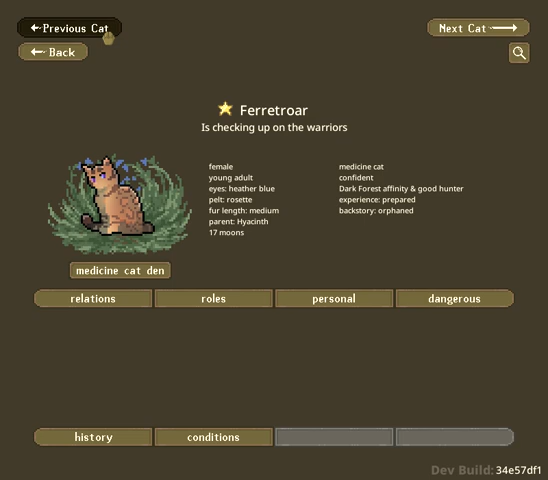 Previous Cat
Next Cat
Back
Ferretroar
Is checking up on the warriors
female
young adult
eyes: heather blue
pelt: rosette
fur length: medium
parent: Hyacinth
17 moons
medicine cat
confident
Dark Forest affinity & good hunter
experience: prepared
backstory: orphaned
medicine cat den
relations
roles
personal
dangerous
history
conditions
Dev Build: 34e57df1